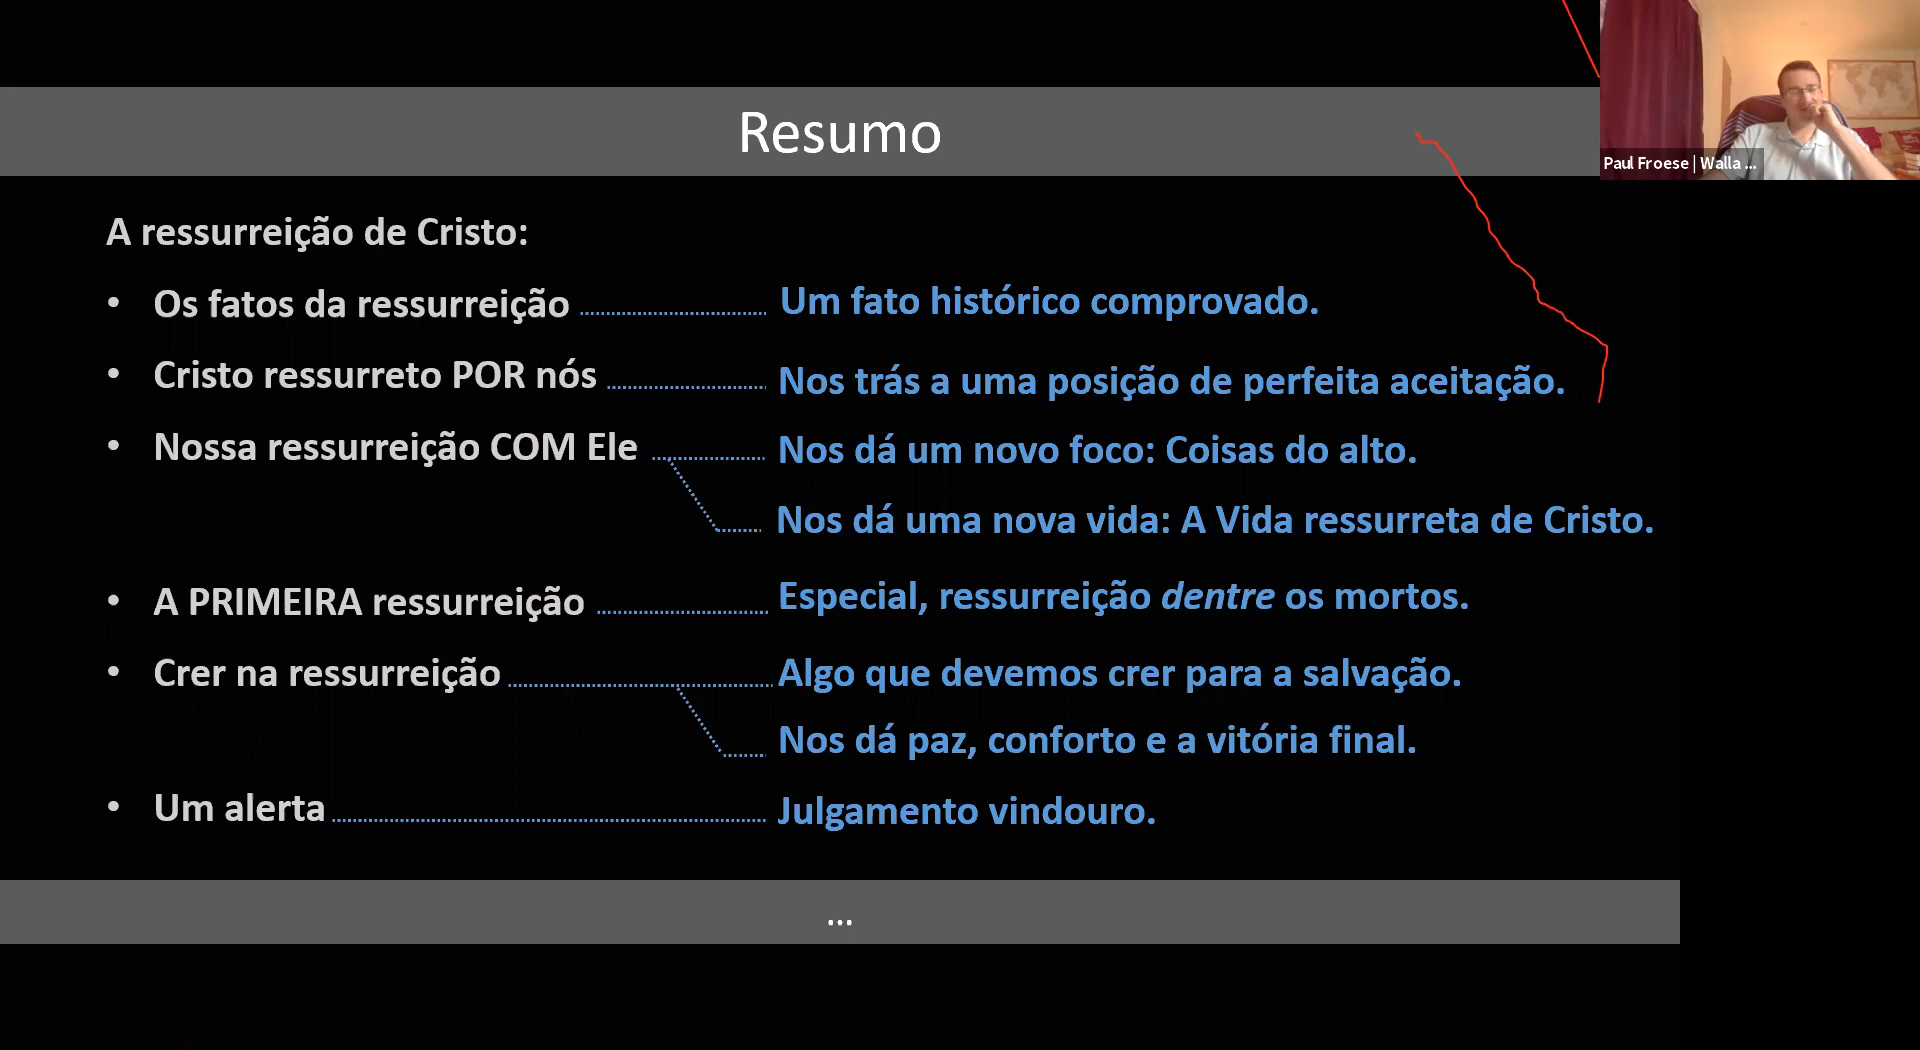 Resumo
Paul Froese | Walla ...
A ressurreição de Cristo:
• Os fatos da ressurreição ........ Um fato histórico comprovado.
• Cristo ressurreto POR nós ........ Nos trás a uma posição de perfeita aceitação.
• Nossa ressurreição COM Ele ........ Nos dá um novo foco: Coisas do alto.
Nos dá uma nova vida: A Vida ressurreta de Cristo.
• A PRIMEIRA ressurreição ........ Especial, ressurreição dentre os mortos.
• Crer na ressurreição ........ Algo que devemos crer para a salvação.
Nos dá paz, conforto e a vitória final.
• Um alerta ........ Julgamento vindouro.
...